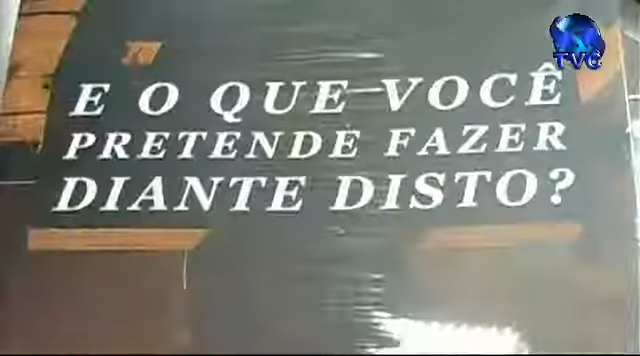 TVC
E O QUE VOCÊ
PRETENDE FAZER
DIANTE DISTO?